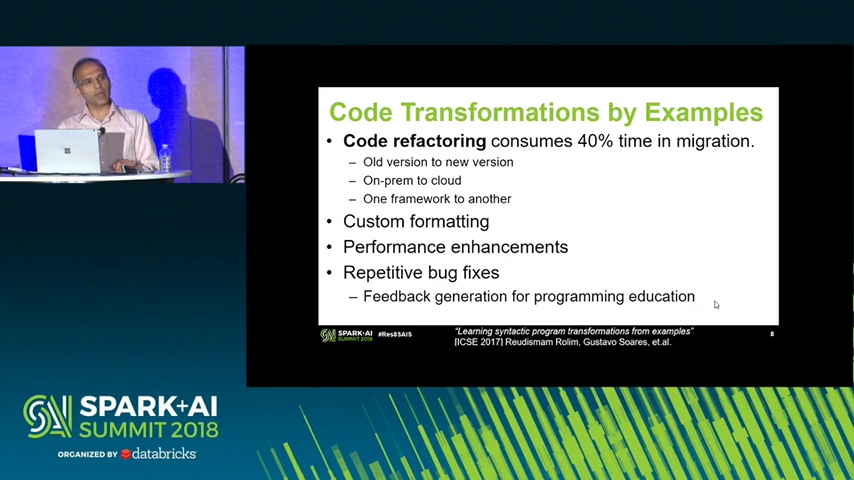 Code Transformations by Examples
• Code refactoring consumes 40% time in migration.
– Old version to new version
– On-prem to cloud
– One framework to another
• Custom formatting
• Performance enhancements
• Repetitive bug fixes
– Feedback generation for programming education
SPARK+AI
SUMMIT 2018
#Res8SAIS
"Learning syntactic program transformations from examples"
[ICSE 2017] Reudismam Rolim, Gustavo Soares, et.al.
8
SPARK+AI
SUMMIT 2018
ORGANIZED BY databricks